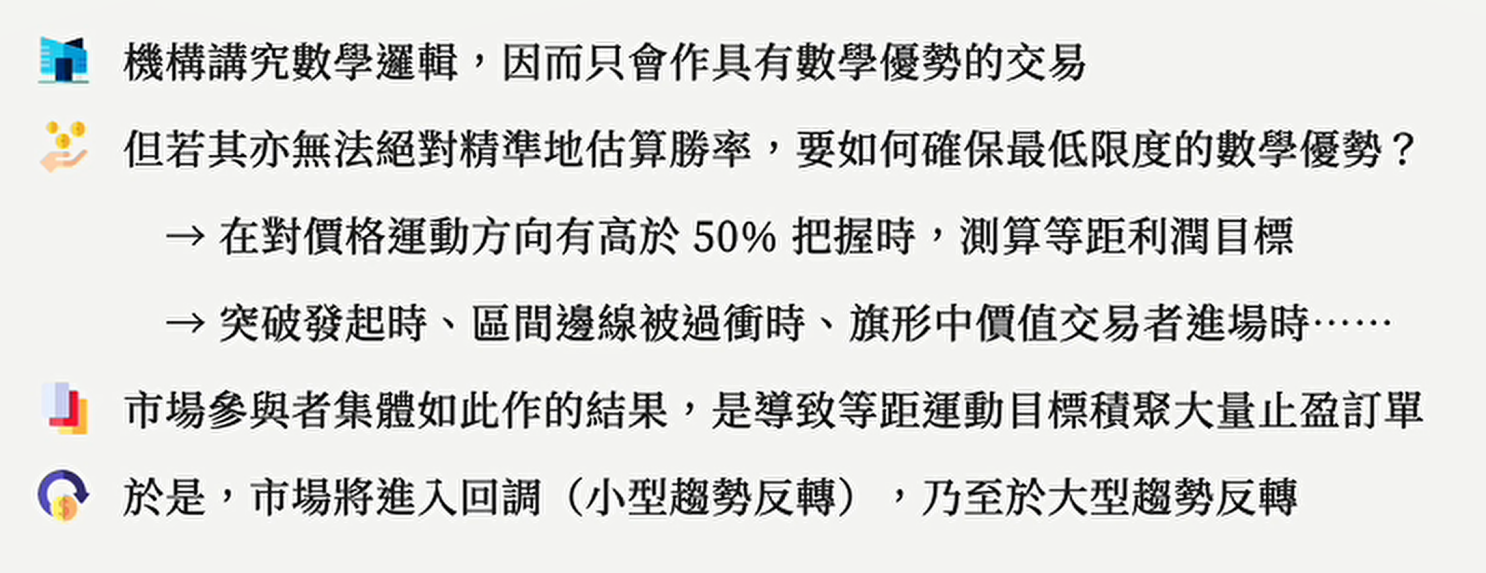 機構講究數學邏輯，因而只會作具有數學優勢的交易
但若其亦無法絕對精準地估算勝率，要如何確保最低限度的數學優勢？
→ 在對價格運動方向有高於 50% 把握時，測算等距利潤目標
→ 突破發起時、區間邊線被過衝時、旗形中價值交易者進場時⋯⋯
市場參與者集體如此作的結果，是導致等距運動目標積聚大量止盈訂單
於是，市場將進入回調（小型趨勢反轉），乃至於大型趨勢反轉